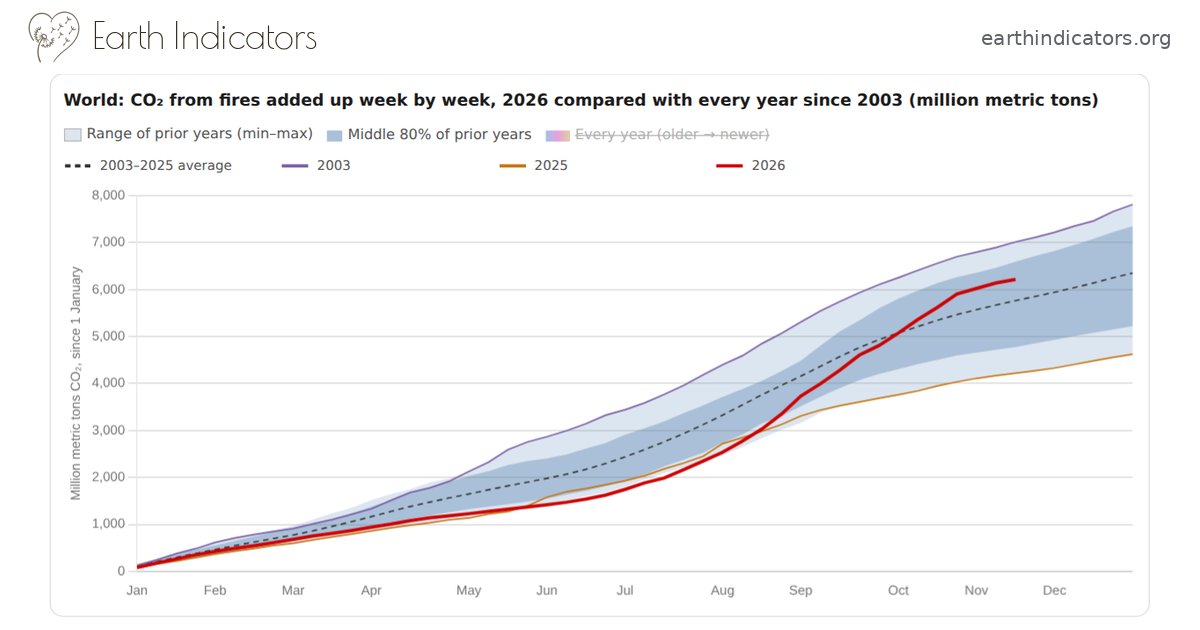 Earth Indicators
earthindicators.org
World: CO₂ from fires added up week by week, 2026 compared with every year since 2003 (million metric tons)
Range of prior years (min–max) Middle 80% of prior years Every year (older → newer)
2003–2025 average 2003 2025 2026
Million metric tons CO₂, since 1 January
8,000
7,000
6,000
5,000
4,000
3,000
2,000
1,000
0
Jan Feb Mar Apr May Jun Jul Aug Sep Oct Nov Dec